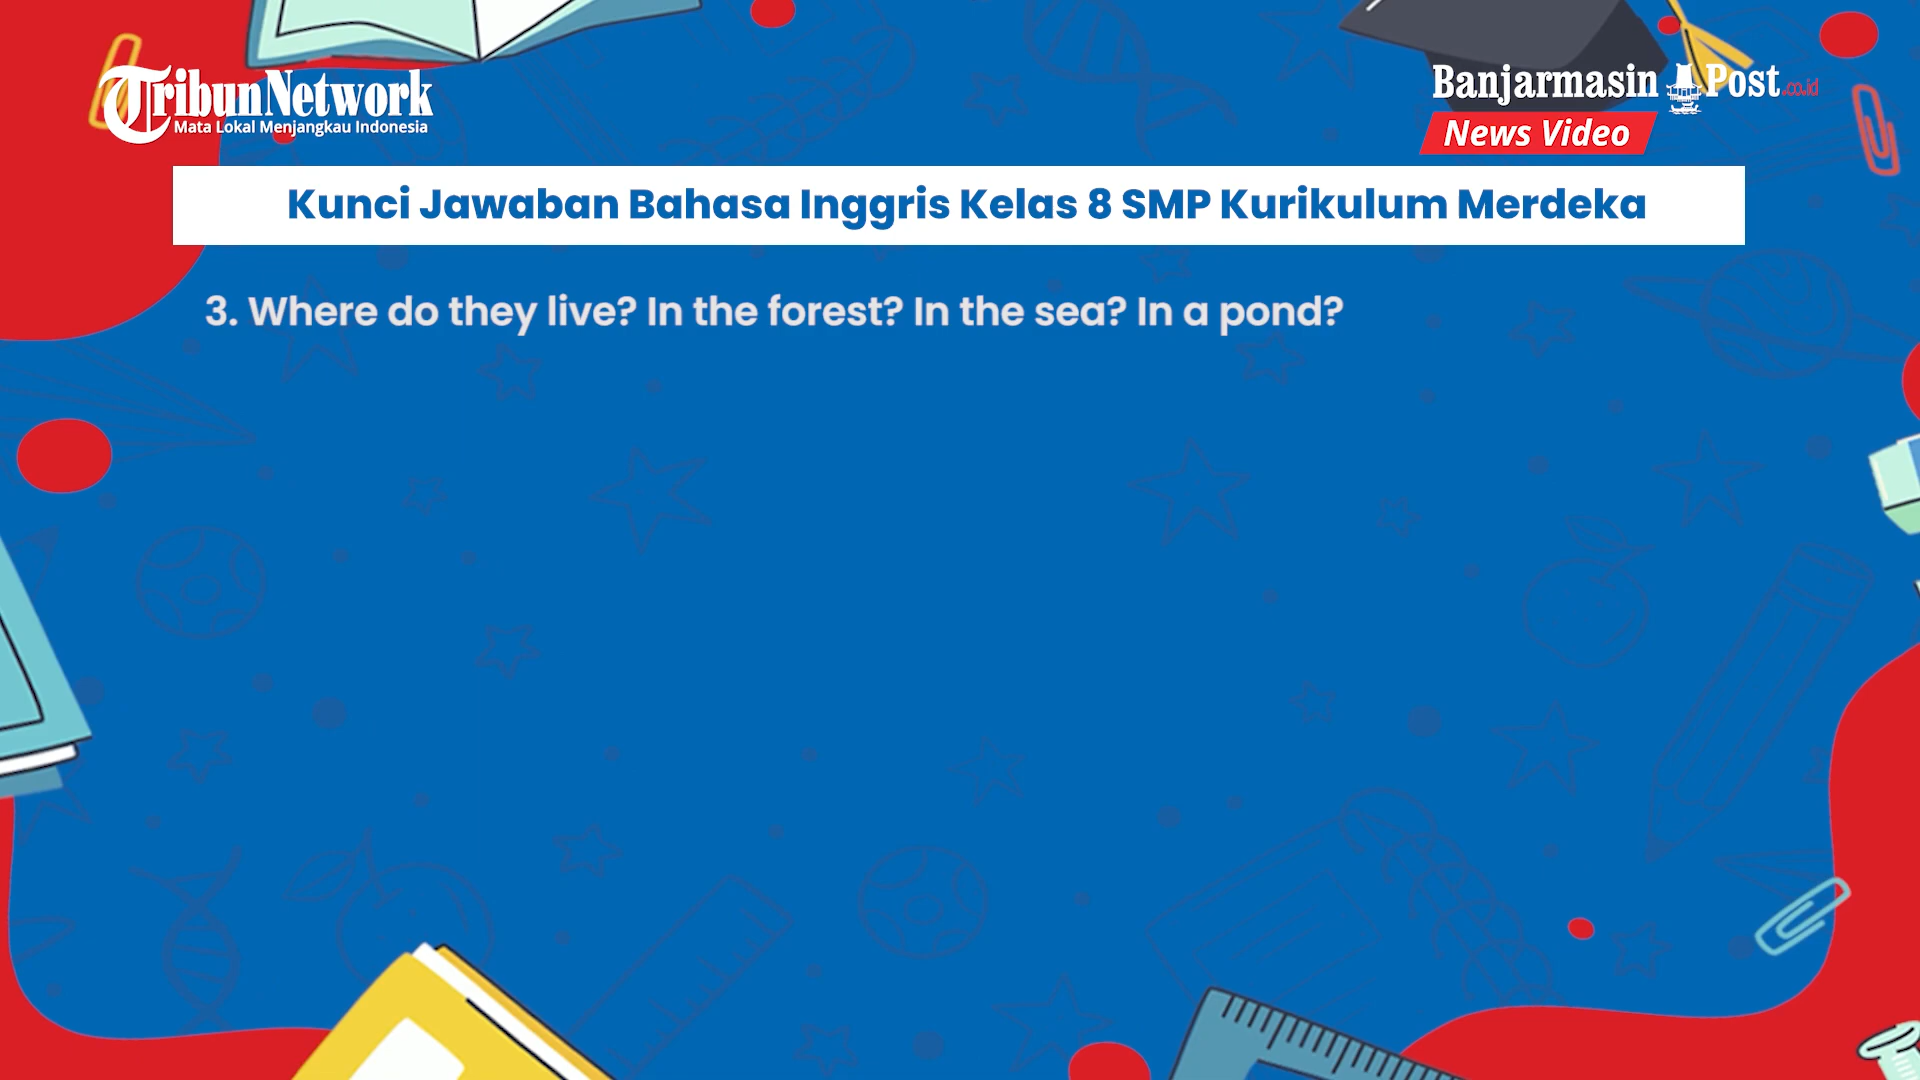 TribunNetwork
Mata Lokal Menjangkau Indonesia
Banjarmasin Post.co.id
News Video
Kunci Jawaban Bahasa Inggris Kelas 8 SMP Kurikulum Merdeka
3. Where do they live? In the forest? In the sea? In a pond?